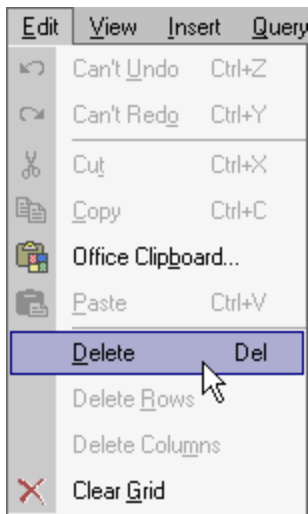 Edit View Insert Query
Can't Undo Ctrl+Z
Can't Redo Ctrl+Y
Cut Ctrl+X
Copy Ctrl+C
Office Clipboard...
Paste Ctrl+V
Delete Del
Delete Rows
Delete Columns
Clear Grid